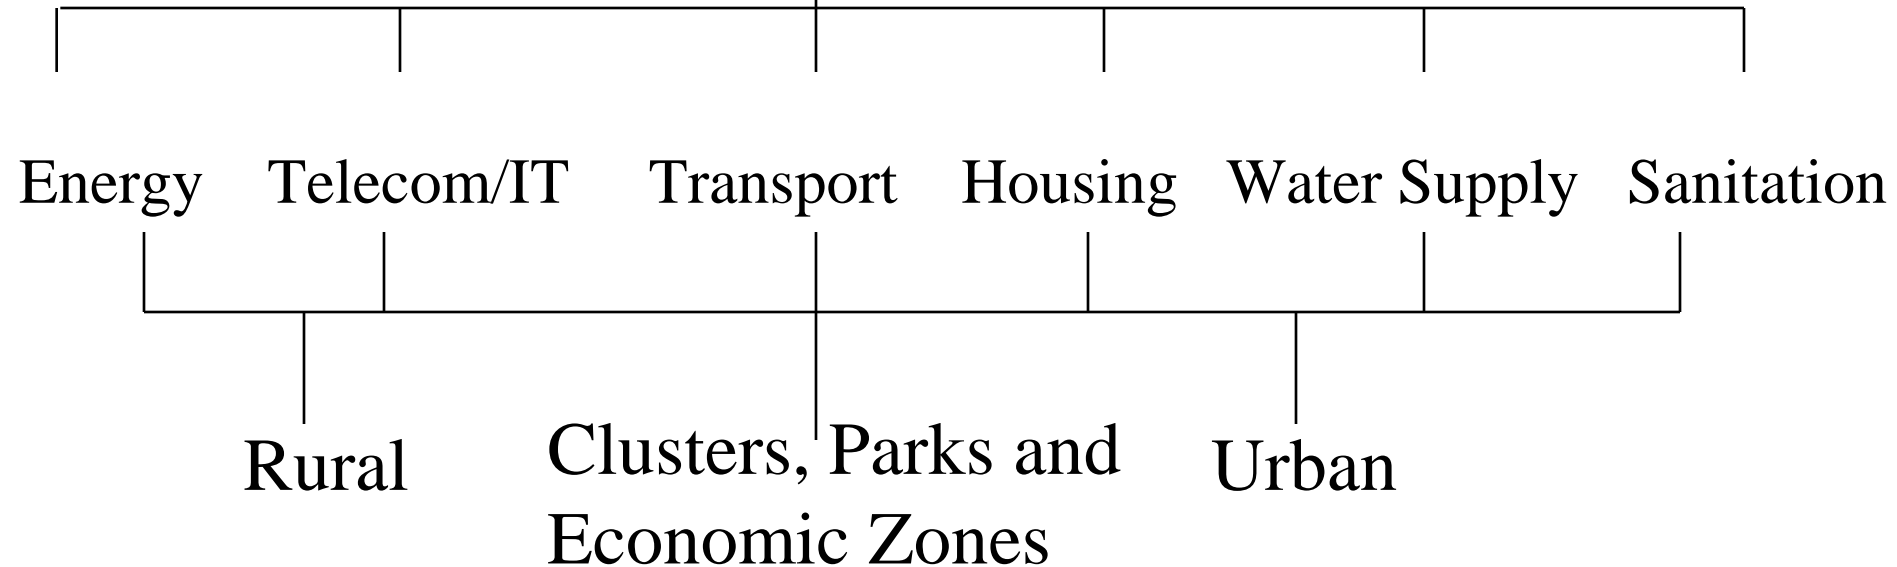 Energy Telecom/IT Transport Housing Water Supply Sanitation
Rural Clusters, Parks and Urban
Economic Zones